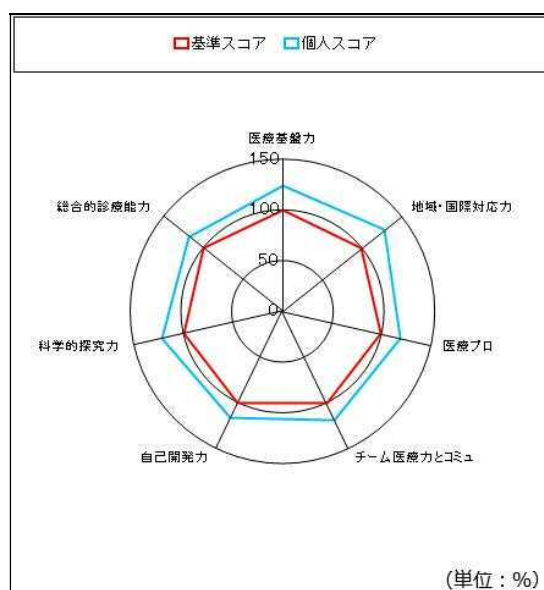 基準スコア 個人スコア
医療基盤力
150
総合的診療能力
100
地域・国際対応力
50
0
科学的探究力
医療プロ
自己開発力
チーム医療力とコミュ
(単位：%)